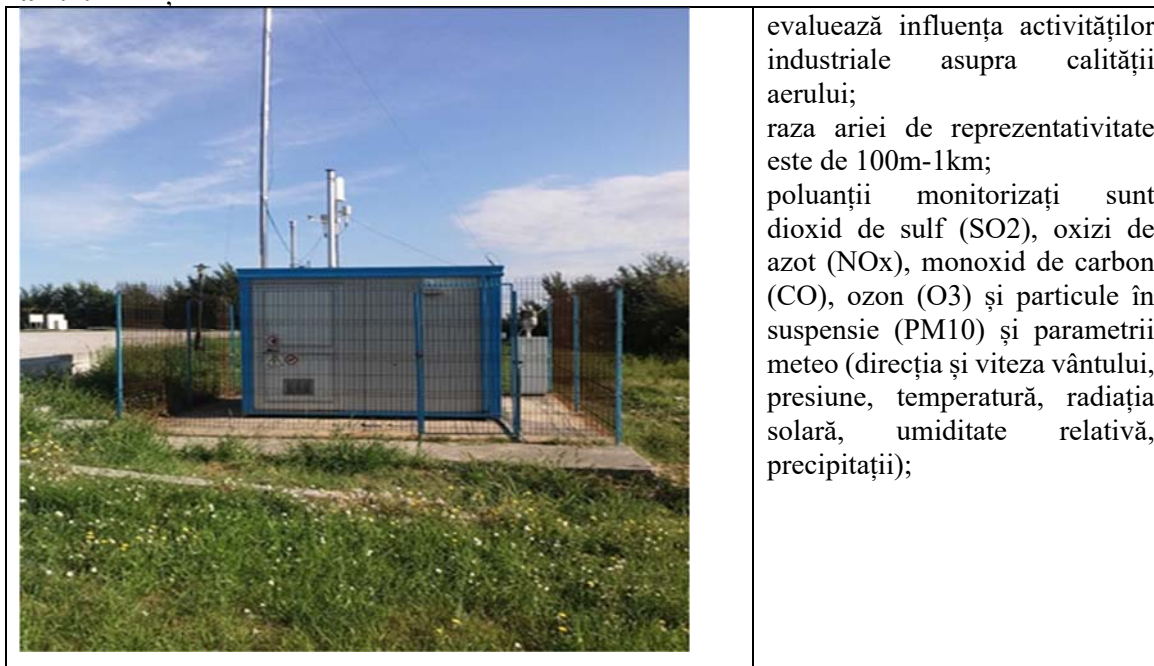 evaluează influența activităților
industriale asupra calității
aerului;
raza ariei de reprezentativitate
este de 100m-1km;
poluanții monitorizați sunt
dioxid de sulf (SO2), oxizi de
azot (NOx), monoxid de carbon
(CO), ozon (O3) și particule în
suspensie (PM10) și parametrii
meteo (direcția și viteza vântului,
presiune, temperatură, radiația
solară, umiditate relativă,
precipitații);